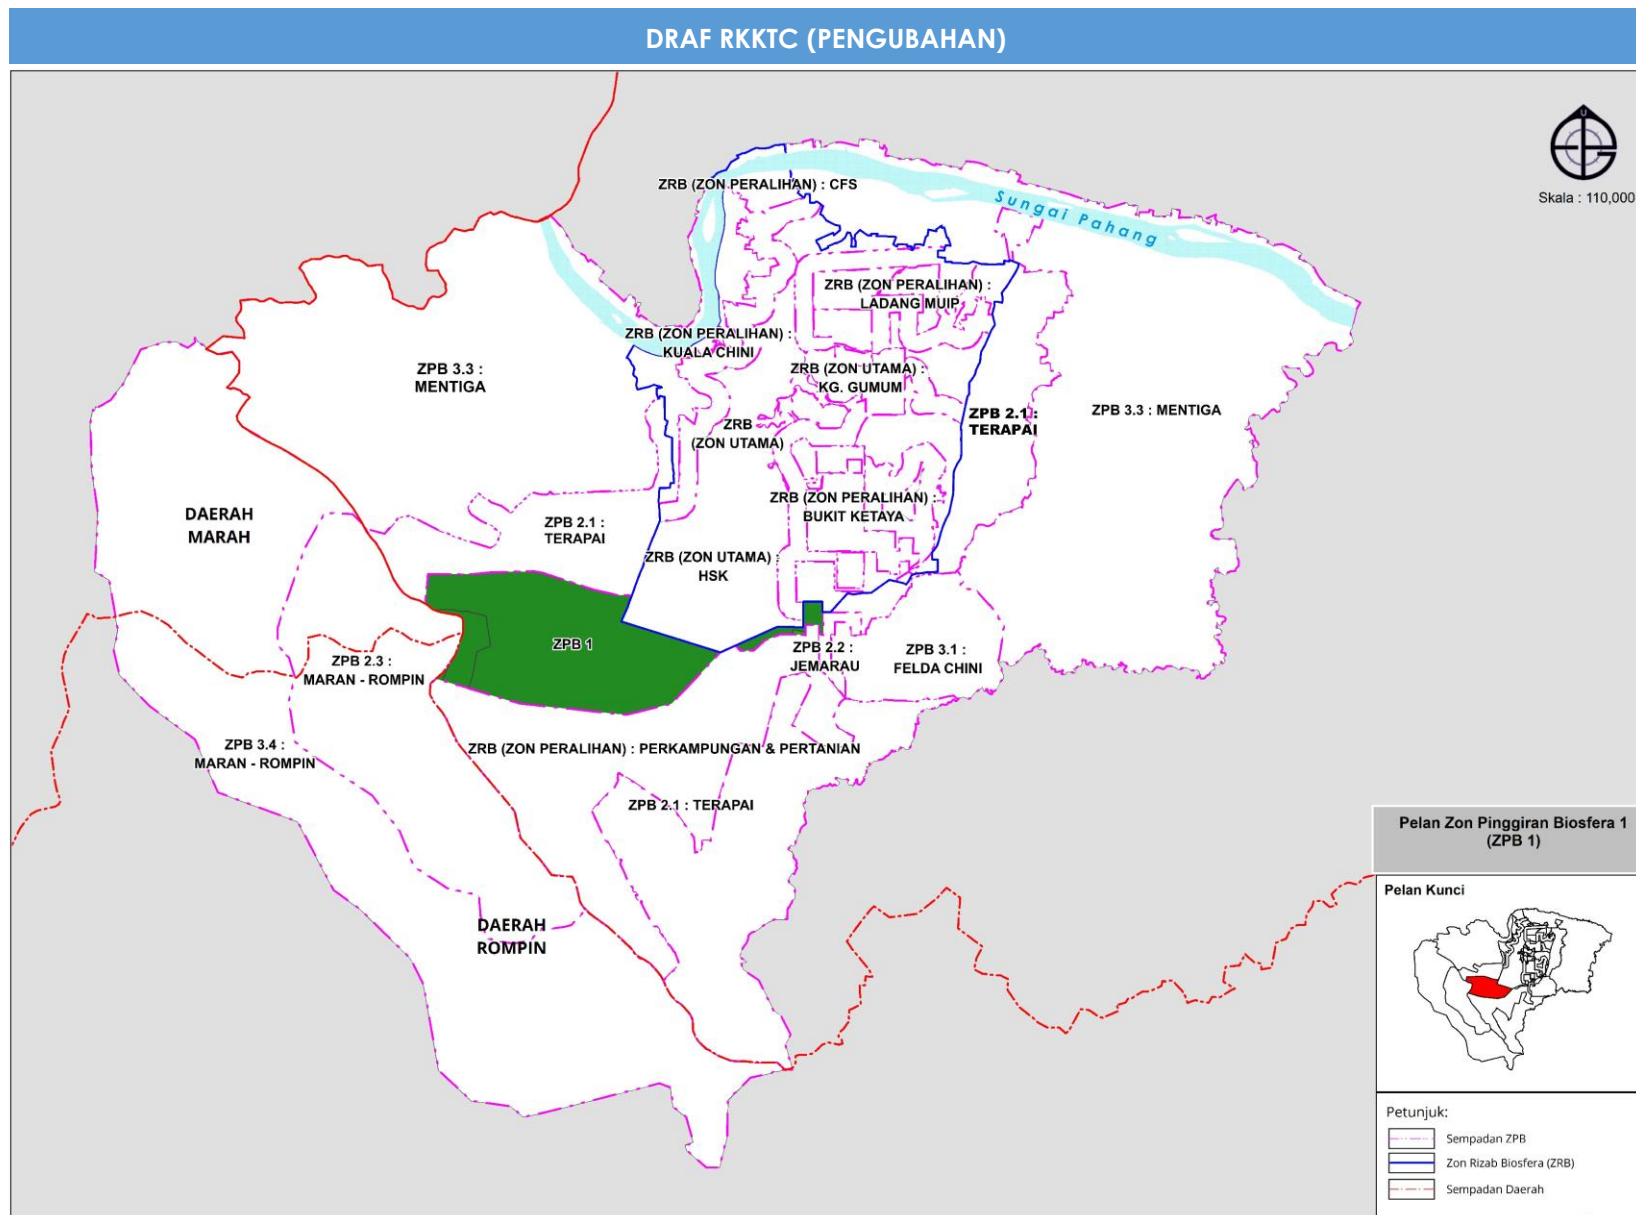 DRAF RKKTC (PENGUBAHAN)
U
Skala : 110,000
ZRB (ZON PERALIHAN) : CFS
Sungai Pahang
ZRB (ZON PERALIHAN) :
LADANG MUIP
ZRB (ZON PERALIHAN) :
KUALA CHINI
ZPB 3.3 :
MENTIGA
ZRB (ZON UTAMA) :
KG. GUMUM
ZPB 2.1 :
TERAPAI
ZPB 3.3 : MENTIGA
ZRB
(ZON UTAMA)
ZRB (ZON PERALIHAN) :
BUKIT KETAYA
DAERAH
MARAH
ZPB 2.1 :
TERAPAI
ZRB (ZON UTAMA) :
HSK
ZPB 1
ZPB 2.2 :
JEMARAU
ZPB 3.1 :
FELDA CHINI
ZPB 2.3 :
MARAN - ROMPIN
ZPB 3.4 :
MARAN - ROMPIN
ZRB (ZON PERALIHAN) : PERKAMPUNGAN & PERTANIAN
ZPB 2.1 : TERAPAI
DAERAH
ROMPIN
Pelan Zon Pinggiran Biosfera 1
(ZPB 1)
Pelan Kunci
Petunjuk:
Sempadan ZPB
Zon Rizab Biosfera (ZRB)
Sempadan Daerah